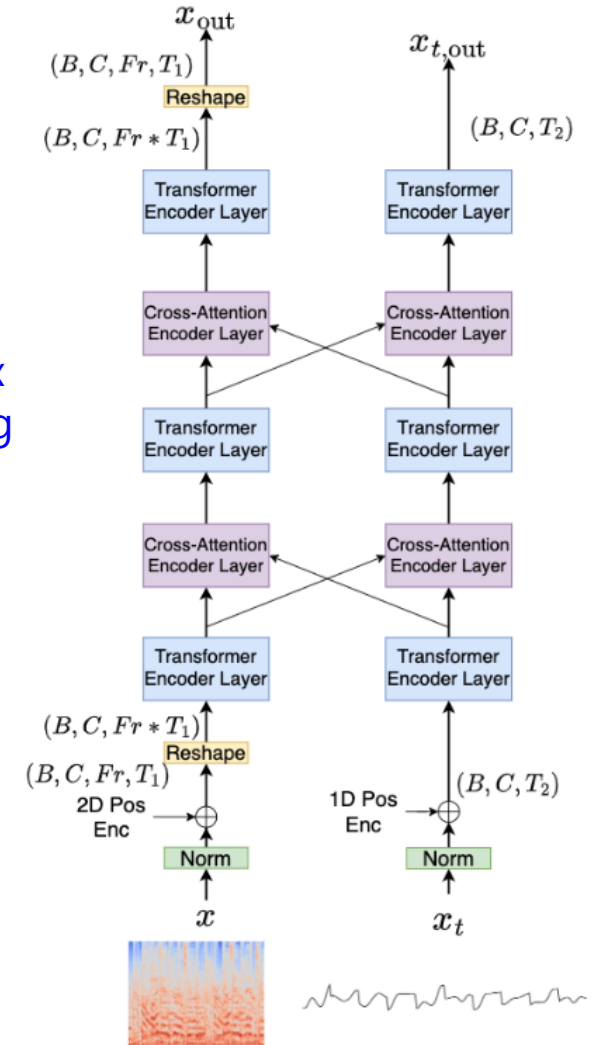 x_out
x_{t,out}
(B, C, Fr, T_1)
Reshape
(B, C, Fr * T_1)
(B, C, T_2)
Transformer
Encoder Layer
Transformer
Encoder Layer
Cross-Attention
Encoder Layer
Cross-Attention
Encoder Layer
x
g
Transformer
Encoder Layer
Transformer
Encoder Layer
Cross-Attention
Encoder Layer
Cross-Attention
Encoder Layer
Transformer
Encoder Layer
Transformer
Encoder Layer
(B, C, Fr * T_1)
Reshape
(B, C, Fr, T_1)
(B, C, T_2)
2D Pos
Enc
1D Pos
Enc
Norm
Norm
x
x_t